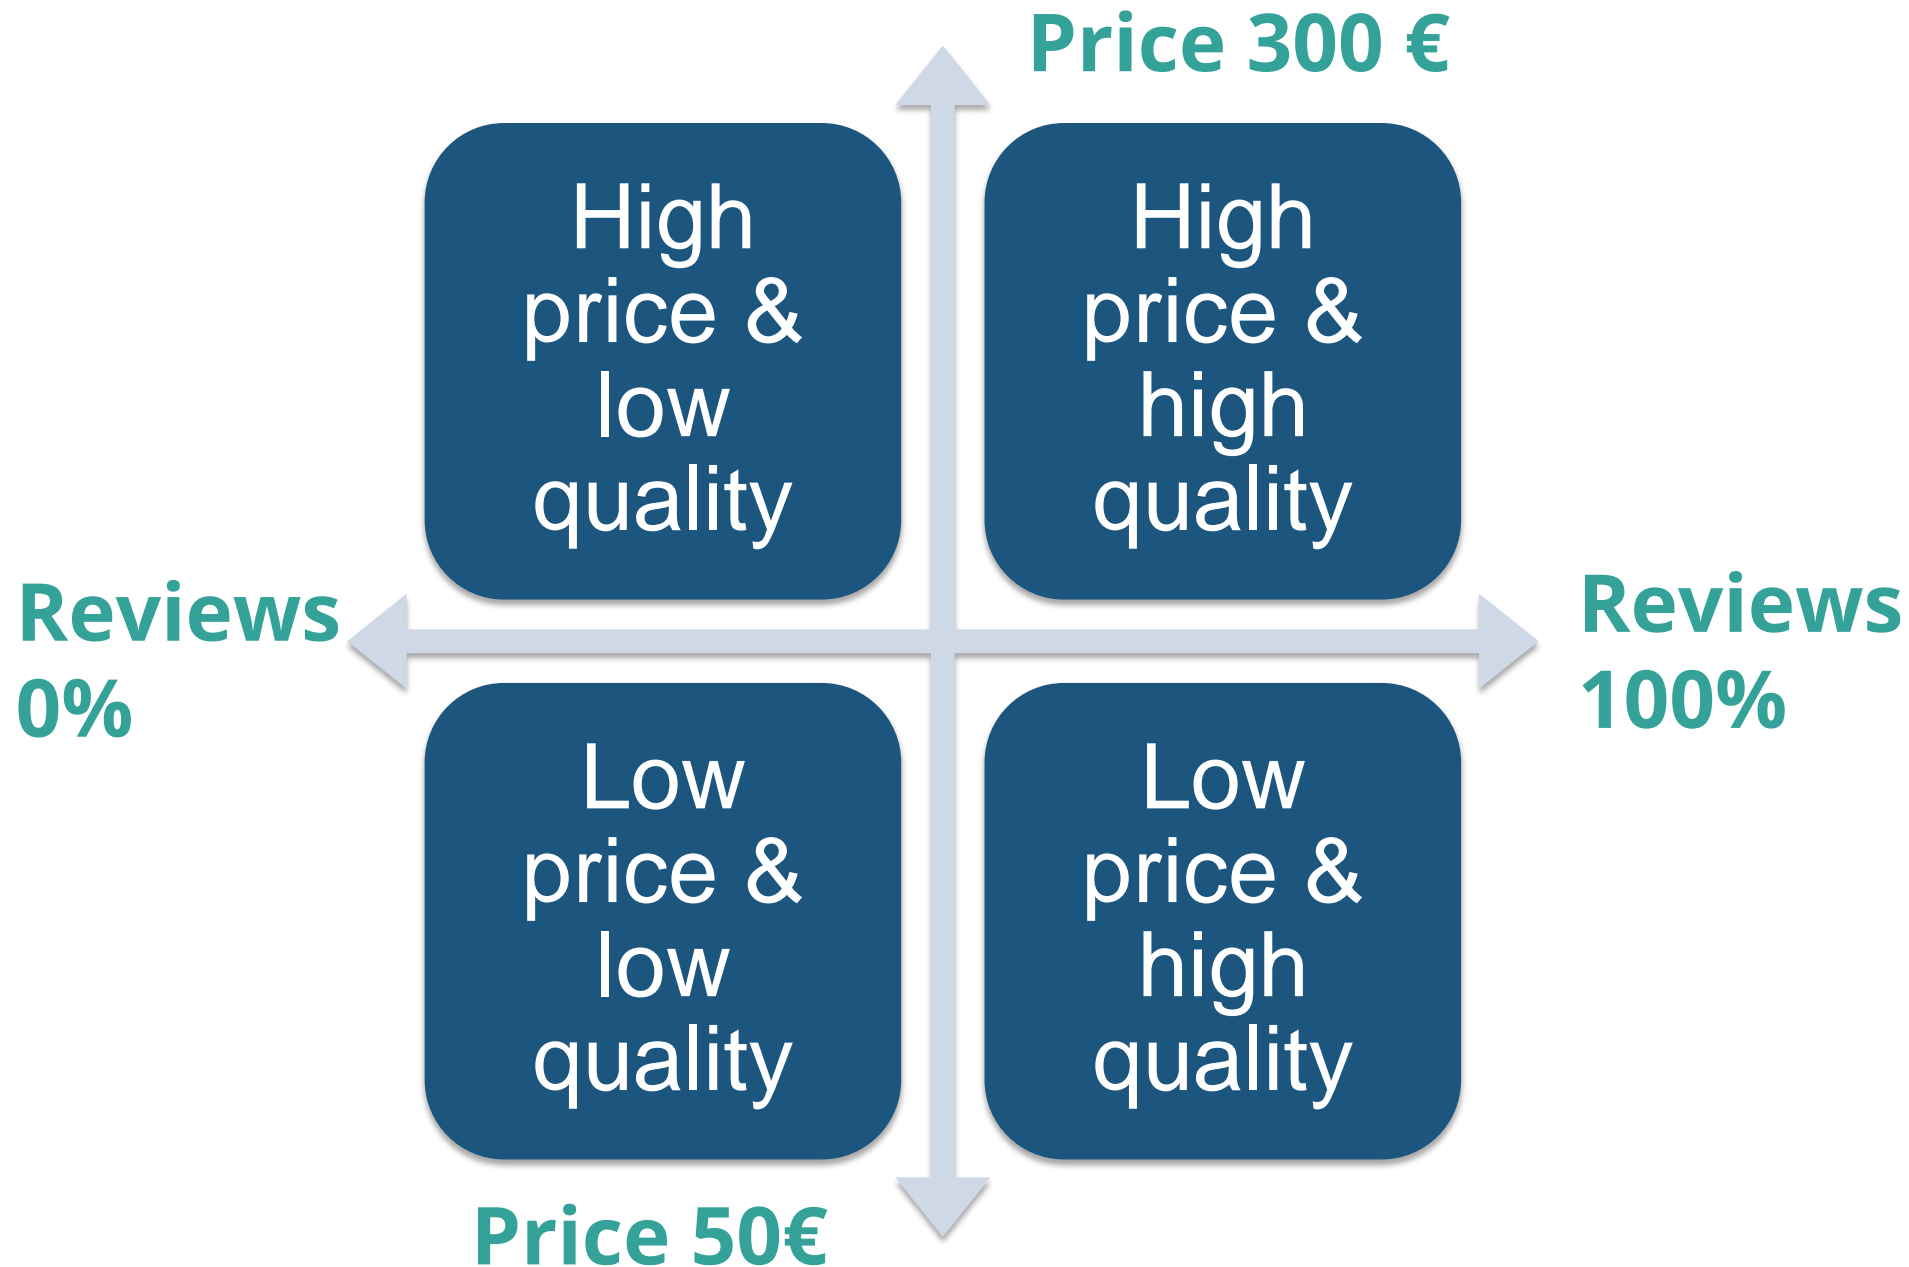 Price 300 €
High
price &
low
quality
High
price &
high
quality
Reviews
0%
Reviews
100%
Low
price &
low
quality
Low
price &
high
quality
Price 50€